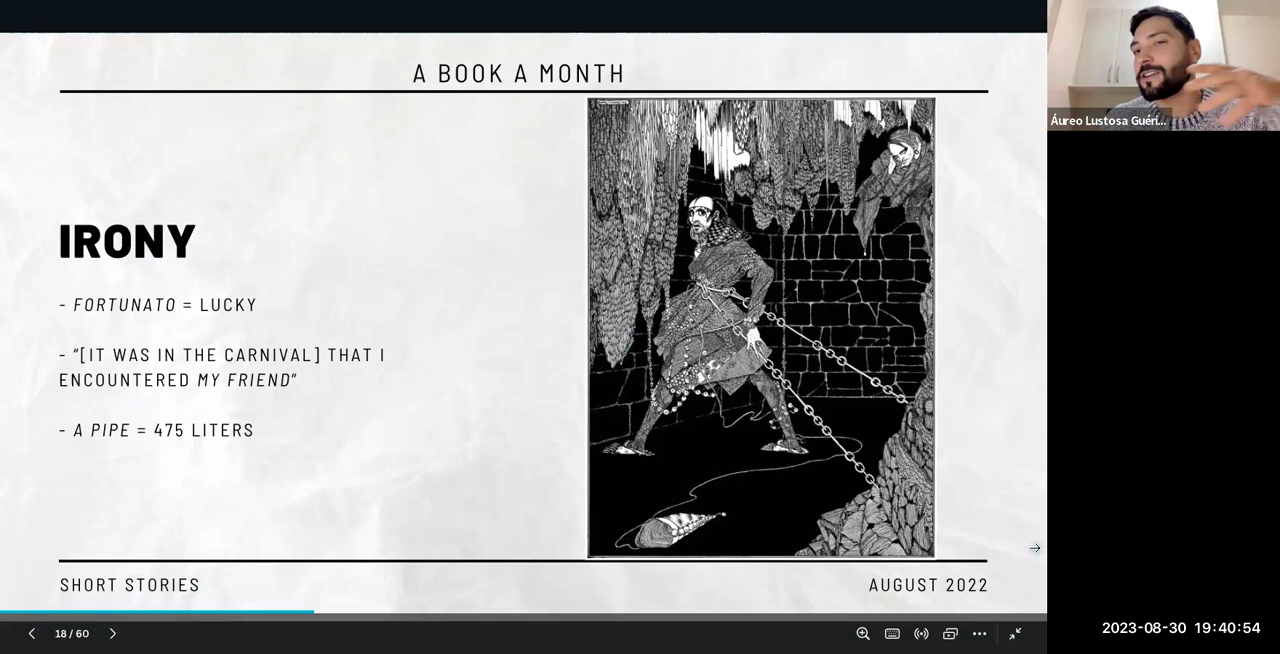 A BOOK A MONTH
IRONY
- FORTUNATO = LUCKY
- “[IT WAS IN THE CARNIVAL] THAT I
ENCOUNTERED MY FRIEND”
- A PIPE = 475 LITERS
SHORT STORIES
AUGUST 2022
18 / 60
Áureo Lustosa Guéri...
2023-08-30 19:40:54